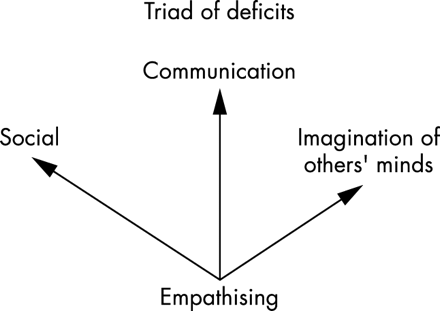 Triad of deficits
Communication
Social
Imagination of
others' minds
Empathising